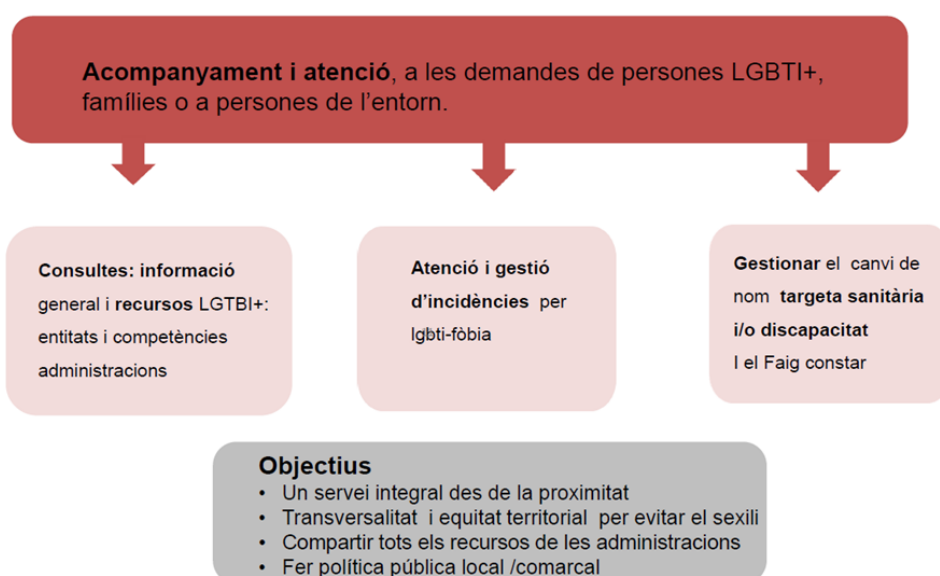 Acompanyament i atenció, a les demandes de persones LGBTI+,
famílies o a persones de l'entorn.
Consultes: informació
general i recursos LGTBI+:
entitats i competències
administracions
Atenció i gestió
d'incidències per
lgbti-fòbia
Gestionar el canvi de
nom targeta sanitària
i/o discapacitat
I el Faig constar
Objectius
• Un servei integral des de la proximitat
• Transversalitat i equitat territorial per evitar el sexili
• Compartir tots els recursos de les administracions
• Fer política pública local /comarcal